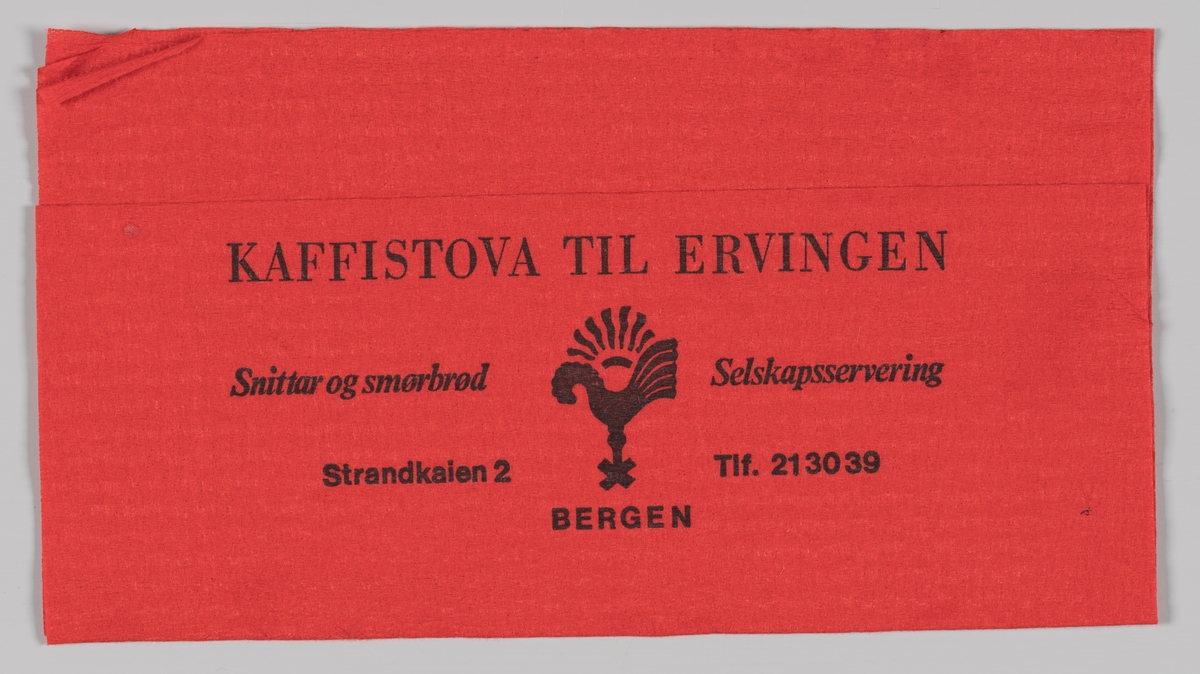 KAFFISTOVA TIL ERVINGEN
Snittar og smørbrød
Selskapsservering
Strandkaien 2
Tlf. 213039
BERGEN